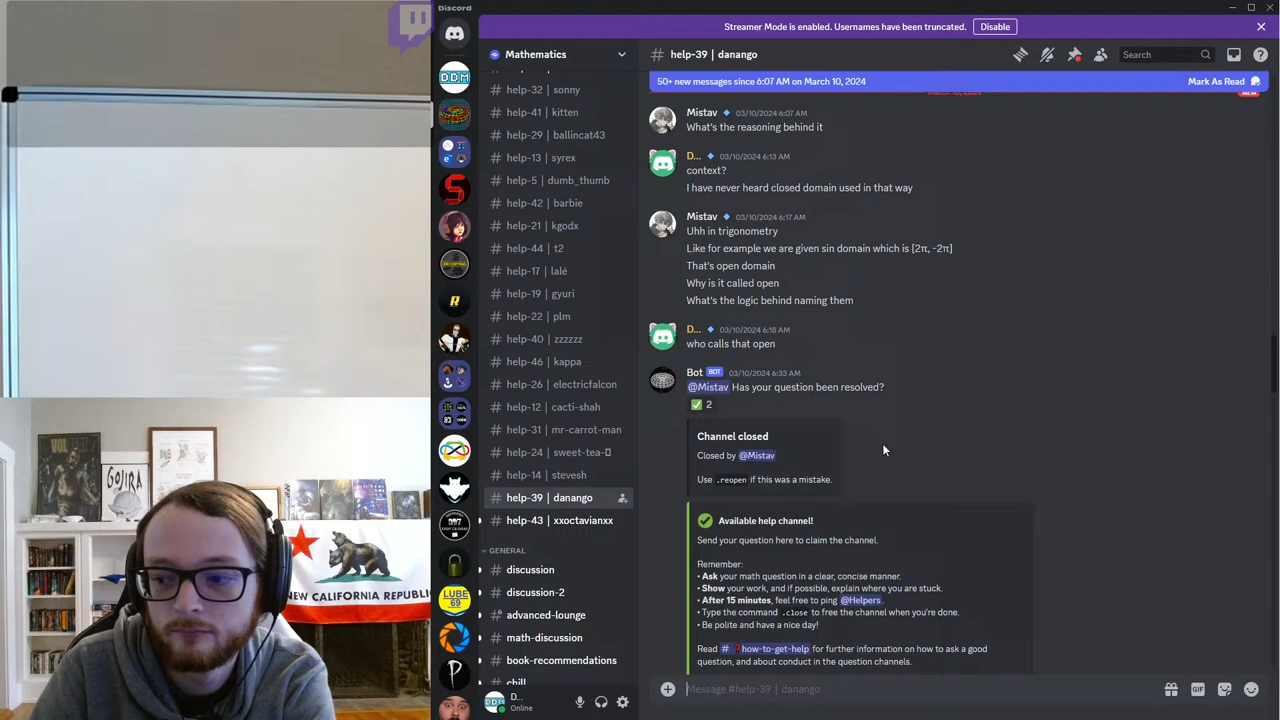 Discord
Streamer Mode is enabled. Usernames have been truncated.
Disable
Mathematics
help-39 | danango
Search
50+ new messages since 6:07 AM on March 10, 2024
Mark As Read
help-32 | sonny
help-41 | kitten
help-29 | ballincat43
help-13 | syrex
help-5 | dumb_thumb
help-42 | barbie
help-21 | kgodx
help-44 | t2
help-17 | lalé
help-19 | gyuri
help-22 | plm
help-40 | zzzzzz
help-46 | kappa
help-26 | electricfalcon
help-12 | cacti-shah
help-31 | mr-carrot-man
help-24 | sweet-tea-
help-14 | stevesh
help-39 | danango
help-43 | xxoctavianxx
GENERAL
discussion
discussion-2
advanced-lounge
math-discussion
book-recommendations
chill
D...
Online
NEW
Mistav 03/10/2024 6:07 AM
What's the reasoning behind it
D... 03/10/2024 6:13 AM
context?
I have never heard closed domain used in that way
Mistav 03/10/2024 6:17 AM
Uhh in trigonometry
Like for example we are given sin domain which is [2π, -2π]
That's open domain
Why is it called open
What's the logic behind naming them
D... 03/10/2024 6:18 AM
who calls that open
Bot BOT 03/10/2024 6:33 AM
@Mistav Has your question been resolved?
2
Channel closed
Closed by @Mistav
Use .reopen if this was a mistake.
Available help channel!
Send your question here to claim the channel.
Remember:
• Ask your math question in a clear, concise manner.
• Show your work, and if possible, explain where you are stuck.
• After 15 minutes, feel free to ping @Helpers.
• Type the command .close to free the channel when you're done.
• Be polite and have a nice day!
Read # ❓how-to-get-help for further information on how to ask a good
question, and about conduct in the question channels.
Message #help-39 | danango
GIF
DDM
S
R
LUBE
69
DDM
GOJIRA
NEW CALIFORNIA REPUBLIC